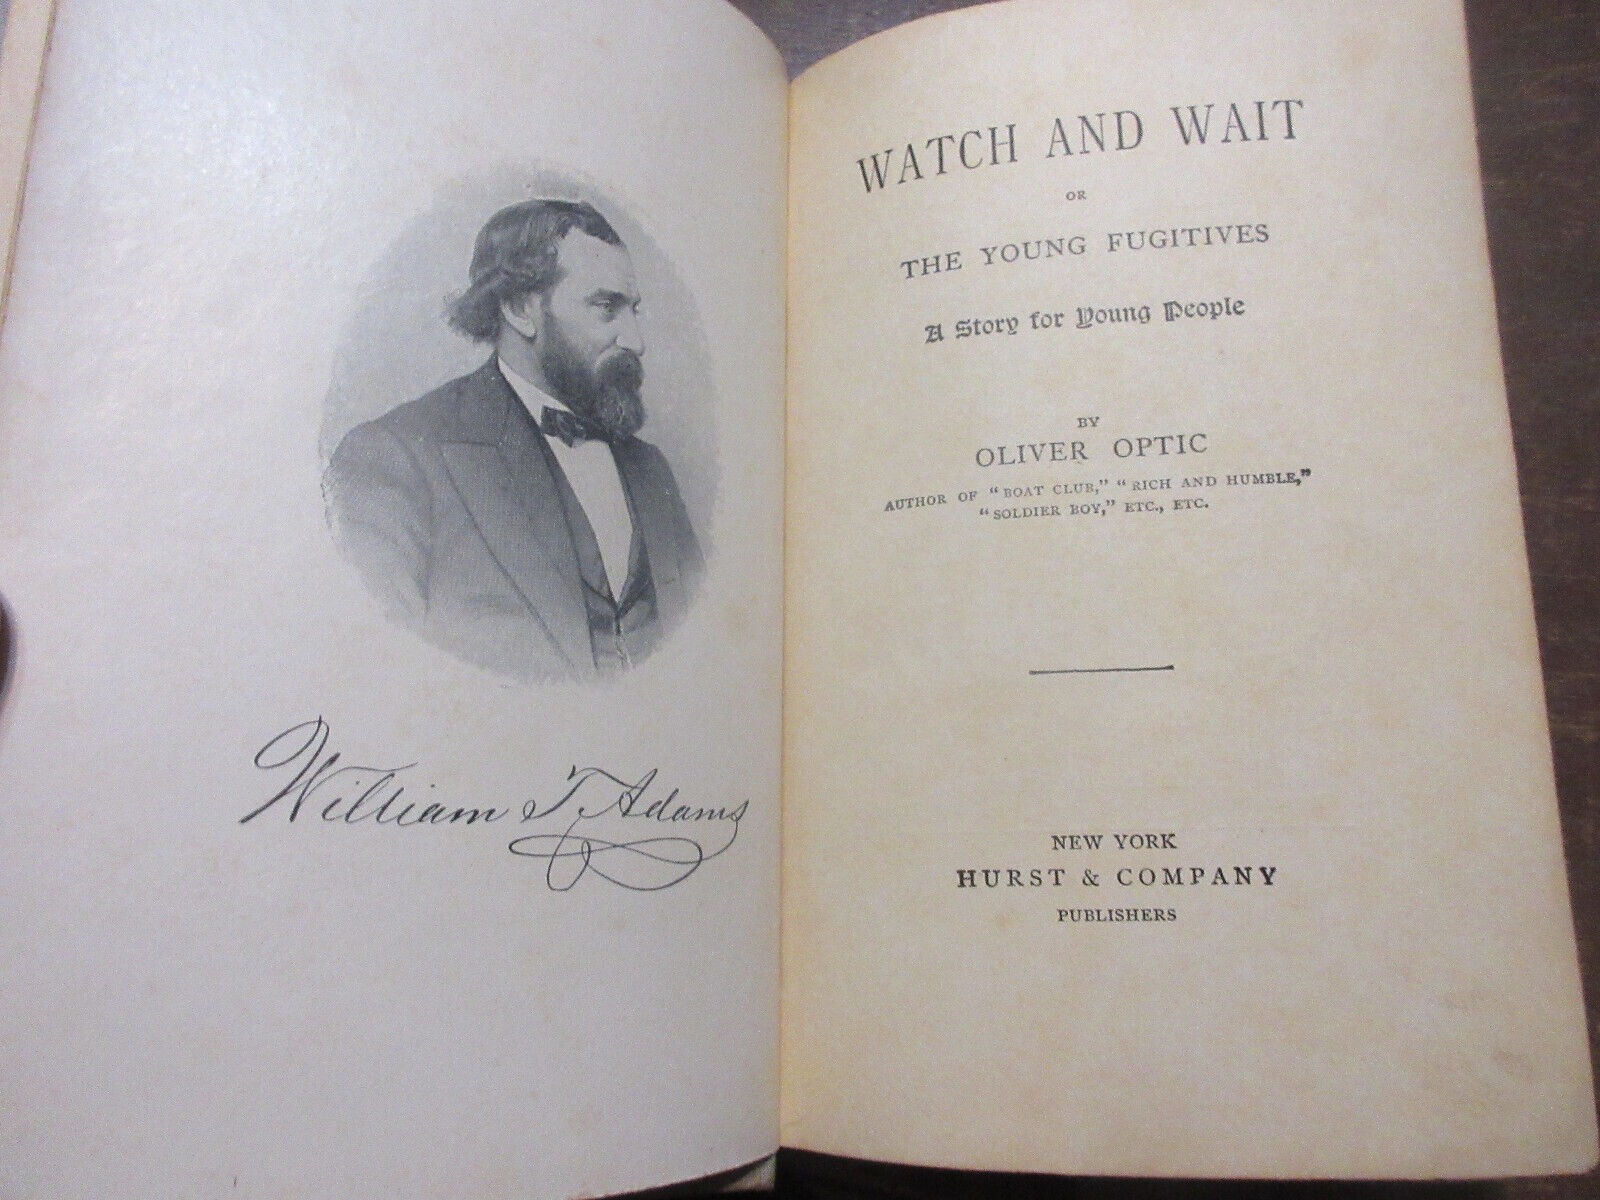 William T. Adams
WATCH AND WAIT
OR
THE YOUNG FUGITIVES
A Story for Young People
BY
OLIVER OPTIC
AUTHOR OF "BOAT CLUB," "RICH AND HUMBLE,"
"SOLDIER BOY," ETC., ETC.
NEW YORK
HURST & COMPANY
PUBLISHERS